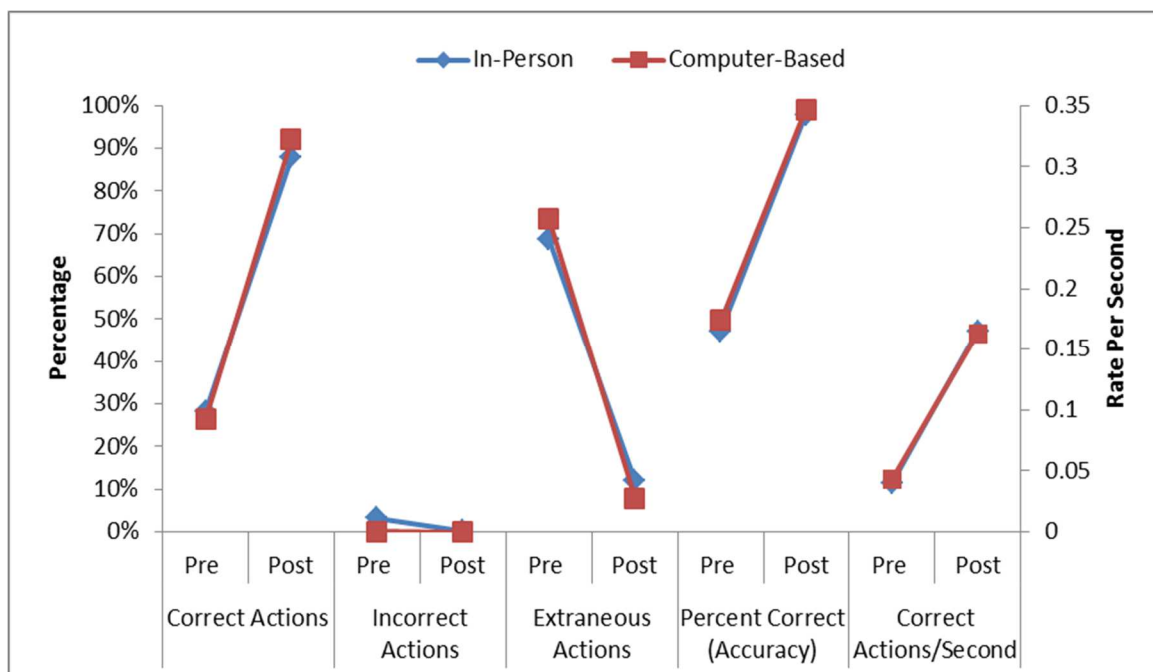 In-Person Computer-Based
100% 0.35
90% 0.3
80%
70% 0.25
60% 0.2
50%
40% 0.15
30% 0.1
20%
10% 0.05
0% 0
Percentage
Rate Per Second
Pre Post Pre Post Pre Post Pre Post Pre Post
Correct Actions Incorrect Extraneous Percent Correct Correct
Actions Actions (Accuracy) Actions/Second